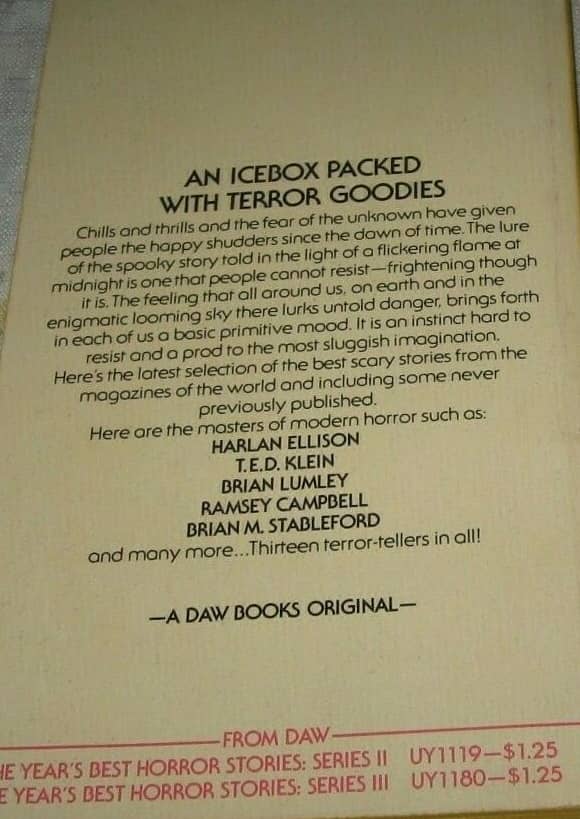 AN ICEBOX PACKED
WITH TERROR GOODIES
Chills and thrills and the fear of the unknown have given
people the happy shudders since the dawn of time. The lure
of the spooky story told in the light of a flickering flame at
midnight is one that people cannot resist—frightening though
it is. The feeling that all around us, on earth and in the
enigmatic looming sky there lurks untold danger, brings forth
in each of us a basic primitive mood. It is an instinct hard to
resist and a prod to the most sluggish imagination.
Here's the latest selection of the best scary stories from the
magazines of the world and including some never
previously published.
Here are the masters of modern horror such as:
HARLAN ELLISON
T.E.D. KLEIN
BRIAN LUMLEY
RAMSEY CAMPBELL
BRIAN M. STABLEFORD
and many more...Thirteen terror-tellers in all!
—A DAW BOOKS ORIGINAL—
FROM DAW
HE YEAR'S BEST HORROR STORIES: SERIES II UY1119—$1.25
E YEAR'S BEST HORROR STORIES: SERIES III UY1180—$1.25